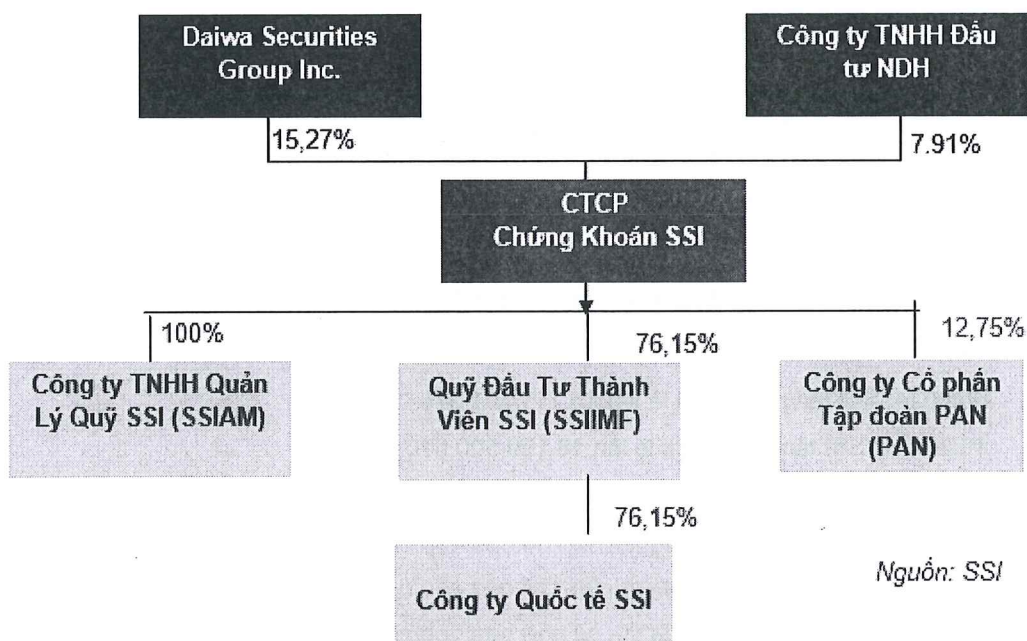 Daiwa Securities
Group Inc.
Công ty TNHH Đầu
tư NDH
15,27%
7.91%
CTCP
Chứng Khoán SSI
100%
76,15%
12,75%
Công ty TNHH Quản
Lý Quỹ SSI (SSIAM)
Quỹ Đầu Tư Thành
Viên SSI (SSIIMF)
Công ty Cổ phần
Tập đoàn PAN
(PAN)
76,15%
Công ty Quốc tế SSI
Nguồn: SSI